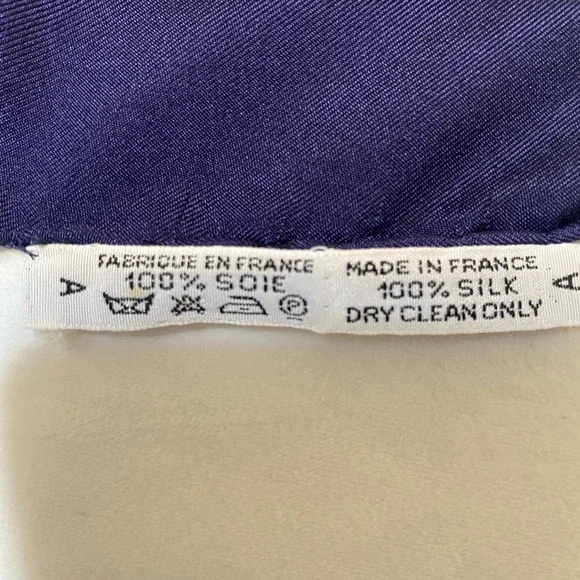 A
FABRIQUE EN FRANCE
100% SOIE
P
MADE IN FRANCE
100% SILK
DRY CLEAN ONLY
A